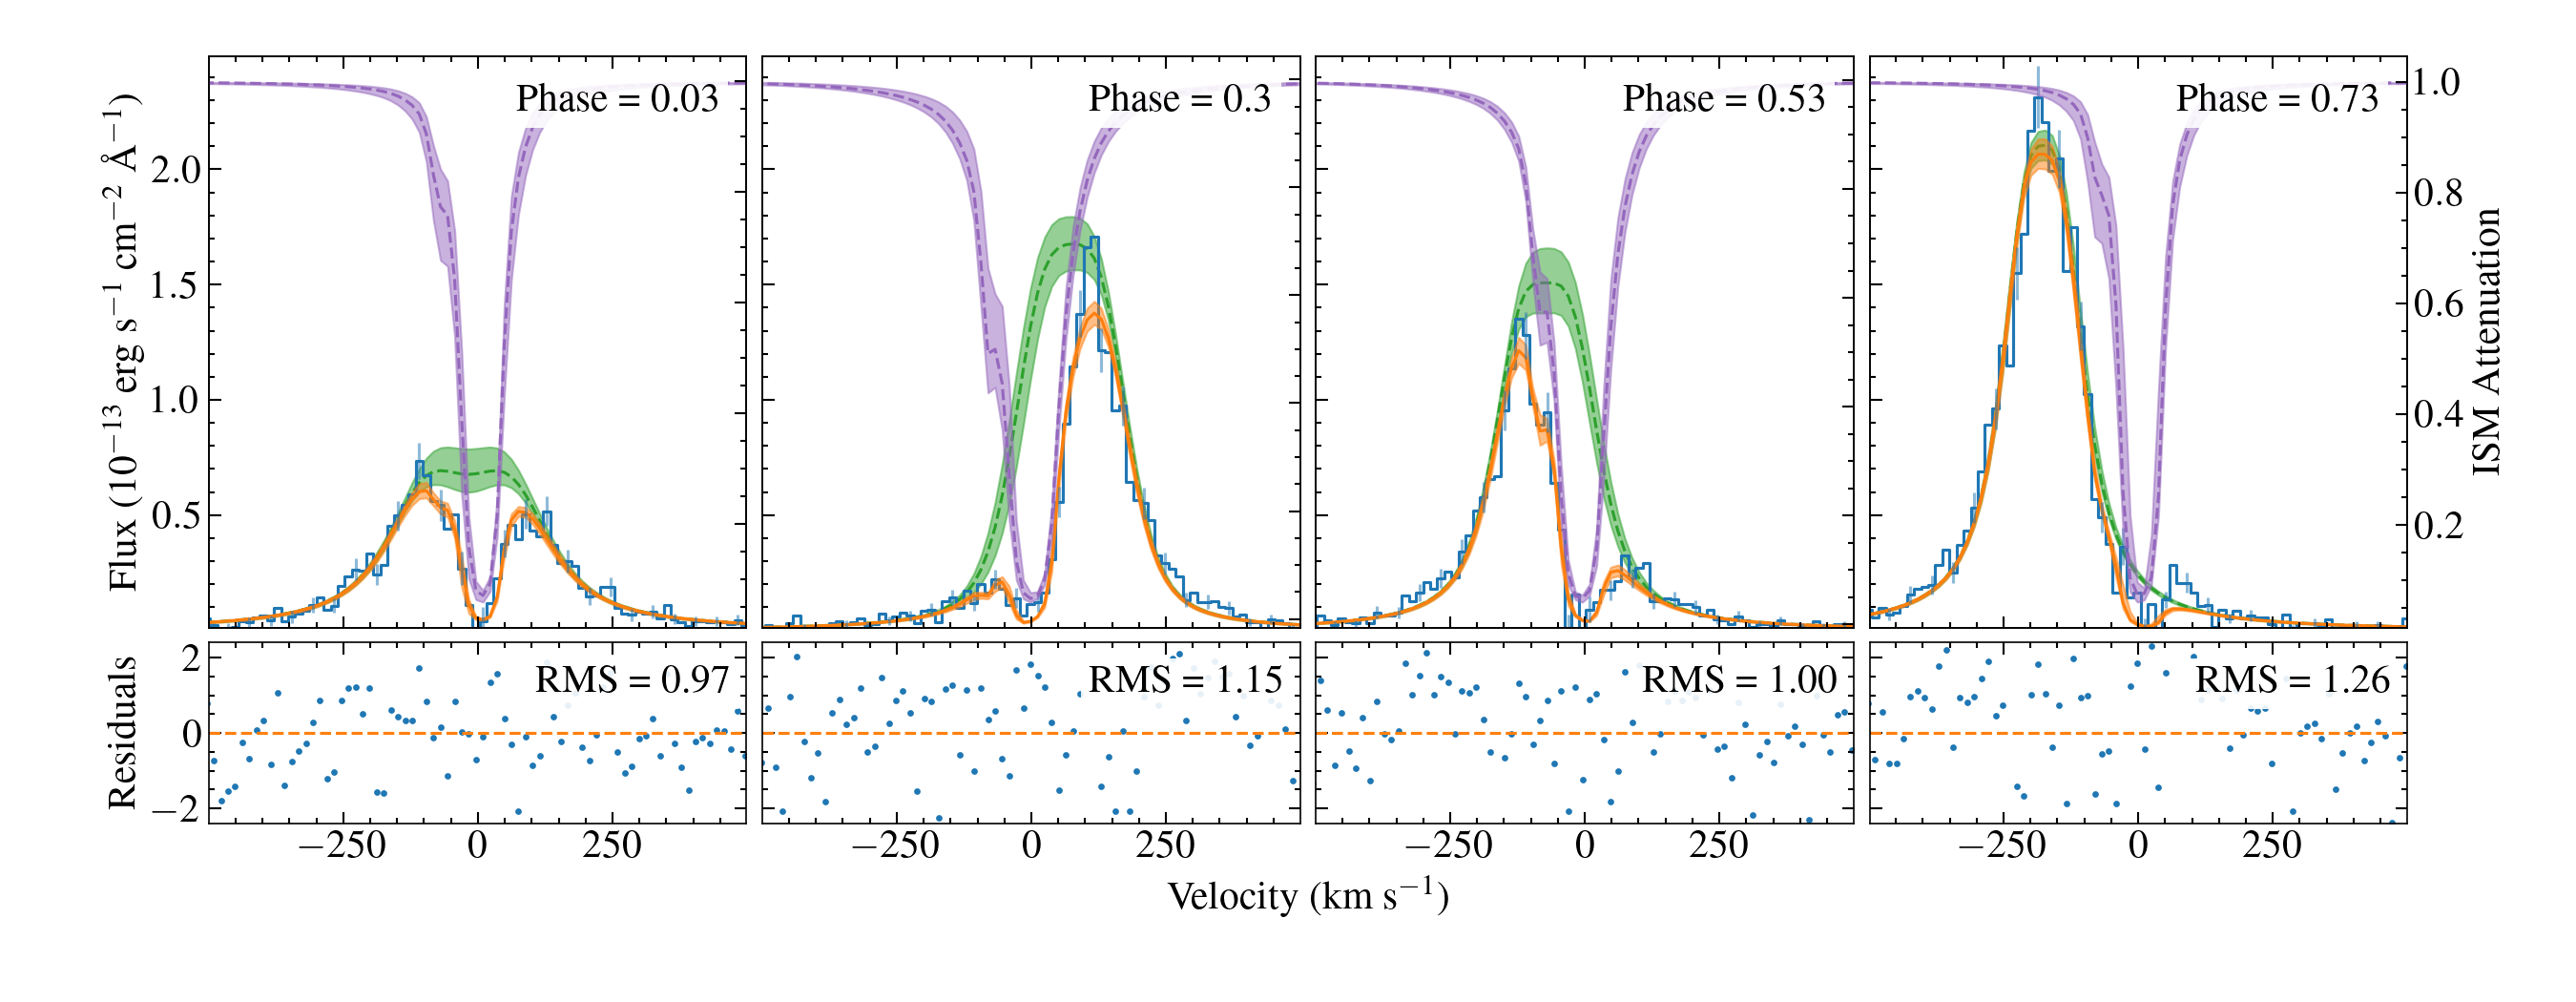 Phase = 0.03
Phase = 0.3
Phase = 0.53
Phase = 0.73
Flux (10⁻¹³ erg s⁻¹ cm⁻² Å⁻¹)
2.0
1.5
1.0
0.5
1.0
0.8
0.6
0.4
0.2
ISM Attenuation
RMS = 0.97
RMS = 1.15
RMS = 1.00
RMS = 1.26
Residuals
2
0
−2
−250 0 250
−250 0 250
−250 0 250
−250 0 250
Velocity (km s⁻¹)